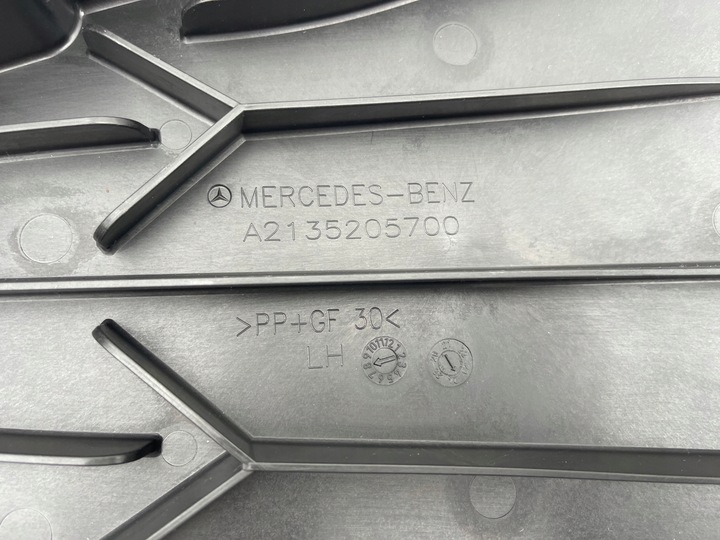 MERCEDES-BENZ
A2135205700
>PP+GF 30<
LH